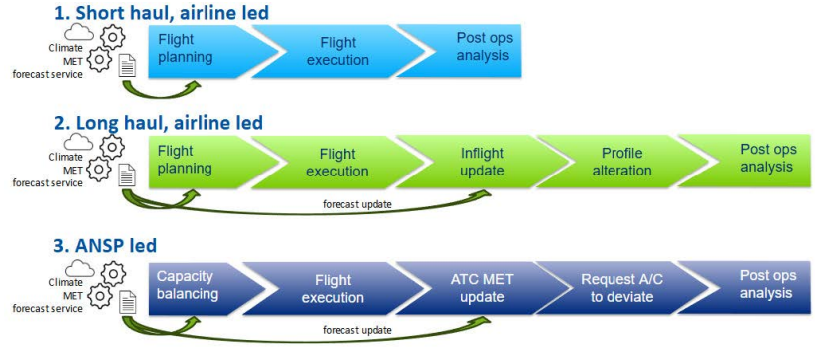 1. Short haul, airline led
Climate
MET
forecast service
Flight
planning
Flight
execution
Post ops
analysis
2. Long haul, airline led
Climate
MET
forecast service
Flight
planning
Flight
execution
Inflight
update
Profile
alteration
Post ops
analysis
forecast update
3. ANSP led
Climate
MET
forecast service
Capacity
balancing
Flight
execution
ATC MET
update
Request A/C
to deviate
Post ops
analysis
forecast update